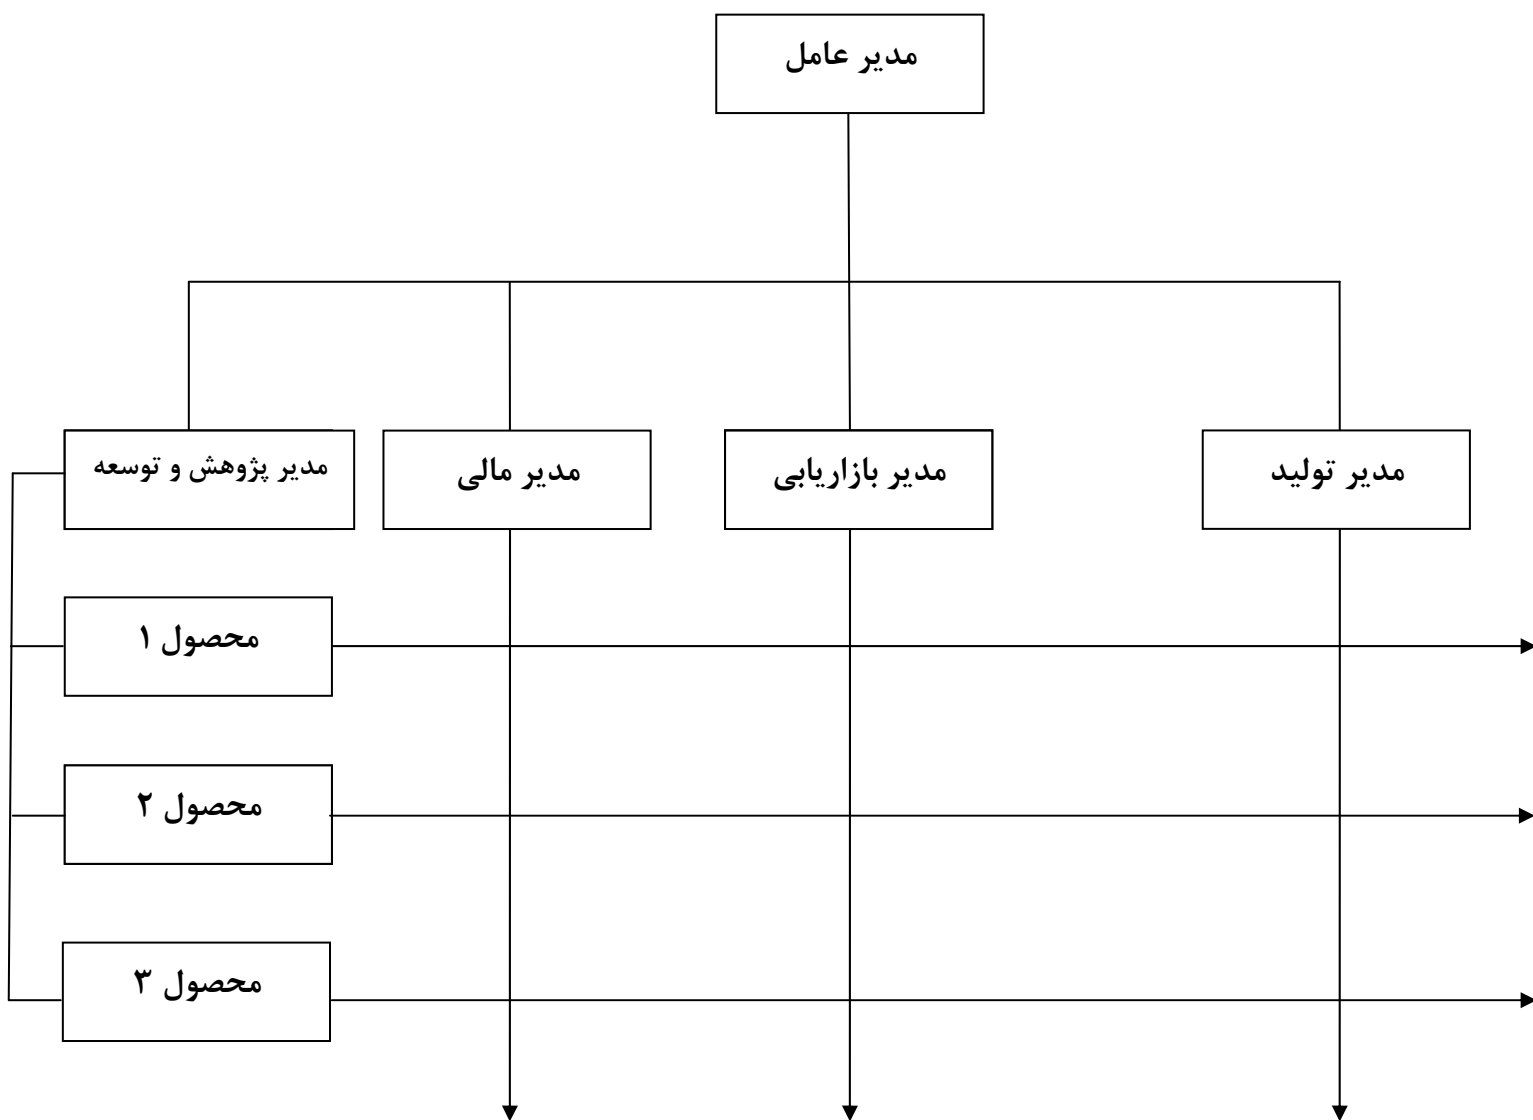 مدیر عامل
مدیر تولید
مدیر بازاریابی
مدیر مالی
مدیر پژوهش و توسعه
محصول ۱
محصول ۲
محصول ۳